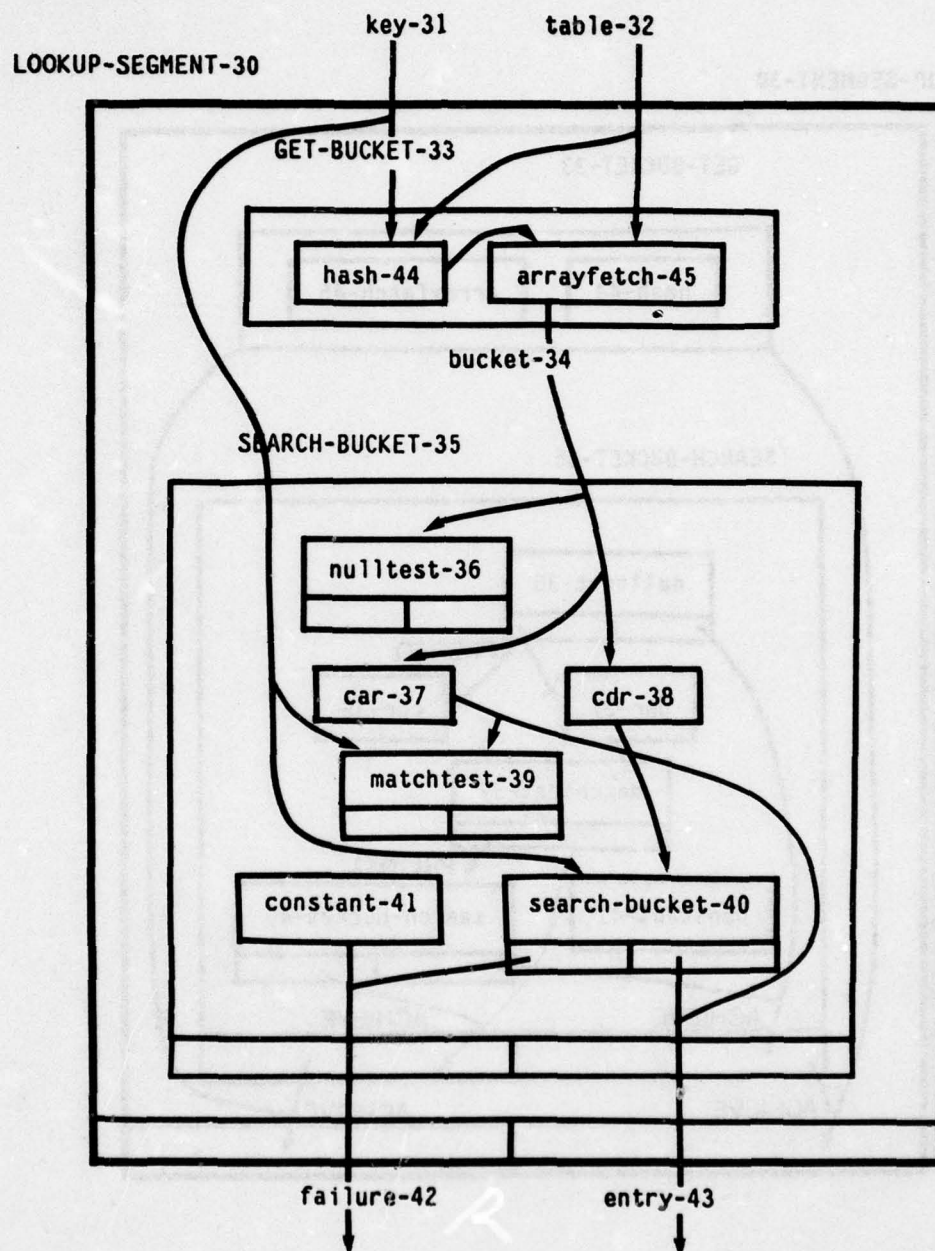 key-31
table-32
LOOKUP-SEGMENT-30
GET-BUCKET-33
hash-44
arrayfetch-45
bucket-34
SEARCH-BUCKET-35
nulltest-36
car-37
cdr-38
matchtest-39
constant-41
search-bucket-40
failure-42
entry-43